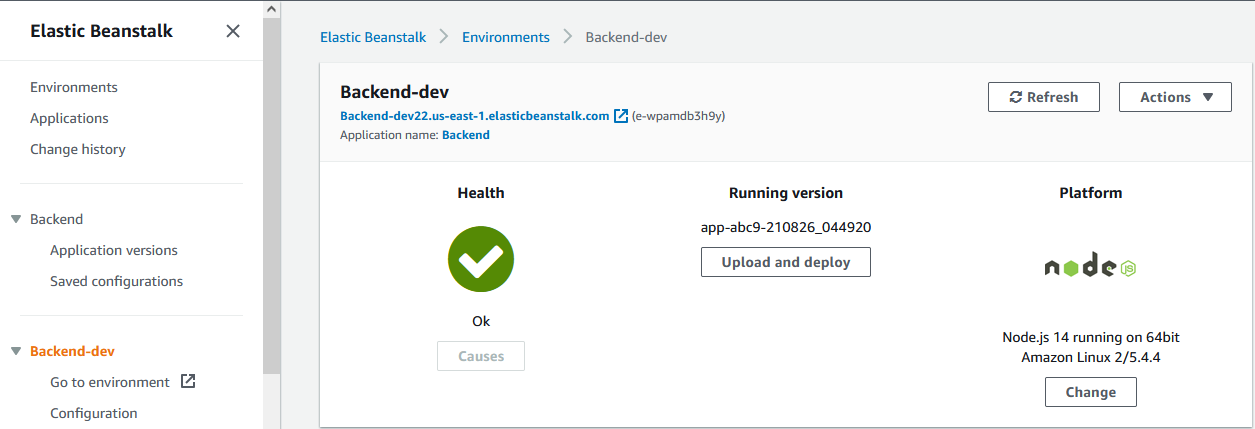 Elastic Beanstalk
Environments
Applications
Change history
Backend
Application versions
Saved configurations
Backend-dev
Go to environment
Configuration
Elastic Beanstalk > Environments > Backend-dev
Backend-dev
Refresh
Actions
Backend-dev22.us-east-1.elasticbeanstalk.com (e-wpamdb3h9y)
Application name: Backend
Health
Ok
Causes
Running version
app-abc9-210826_044920
Upload and deploy
Platform
node JS
Node.js 14 running on 64bit
Amazon Linux 2/5.4.4
Change